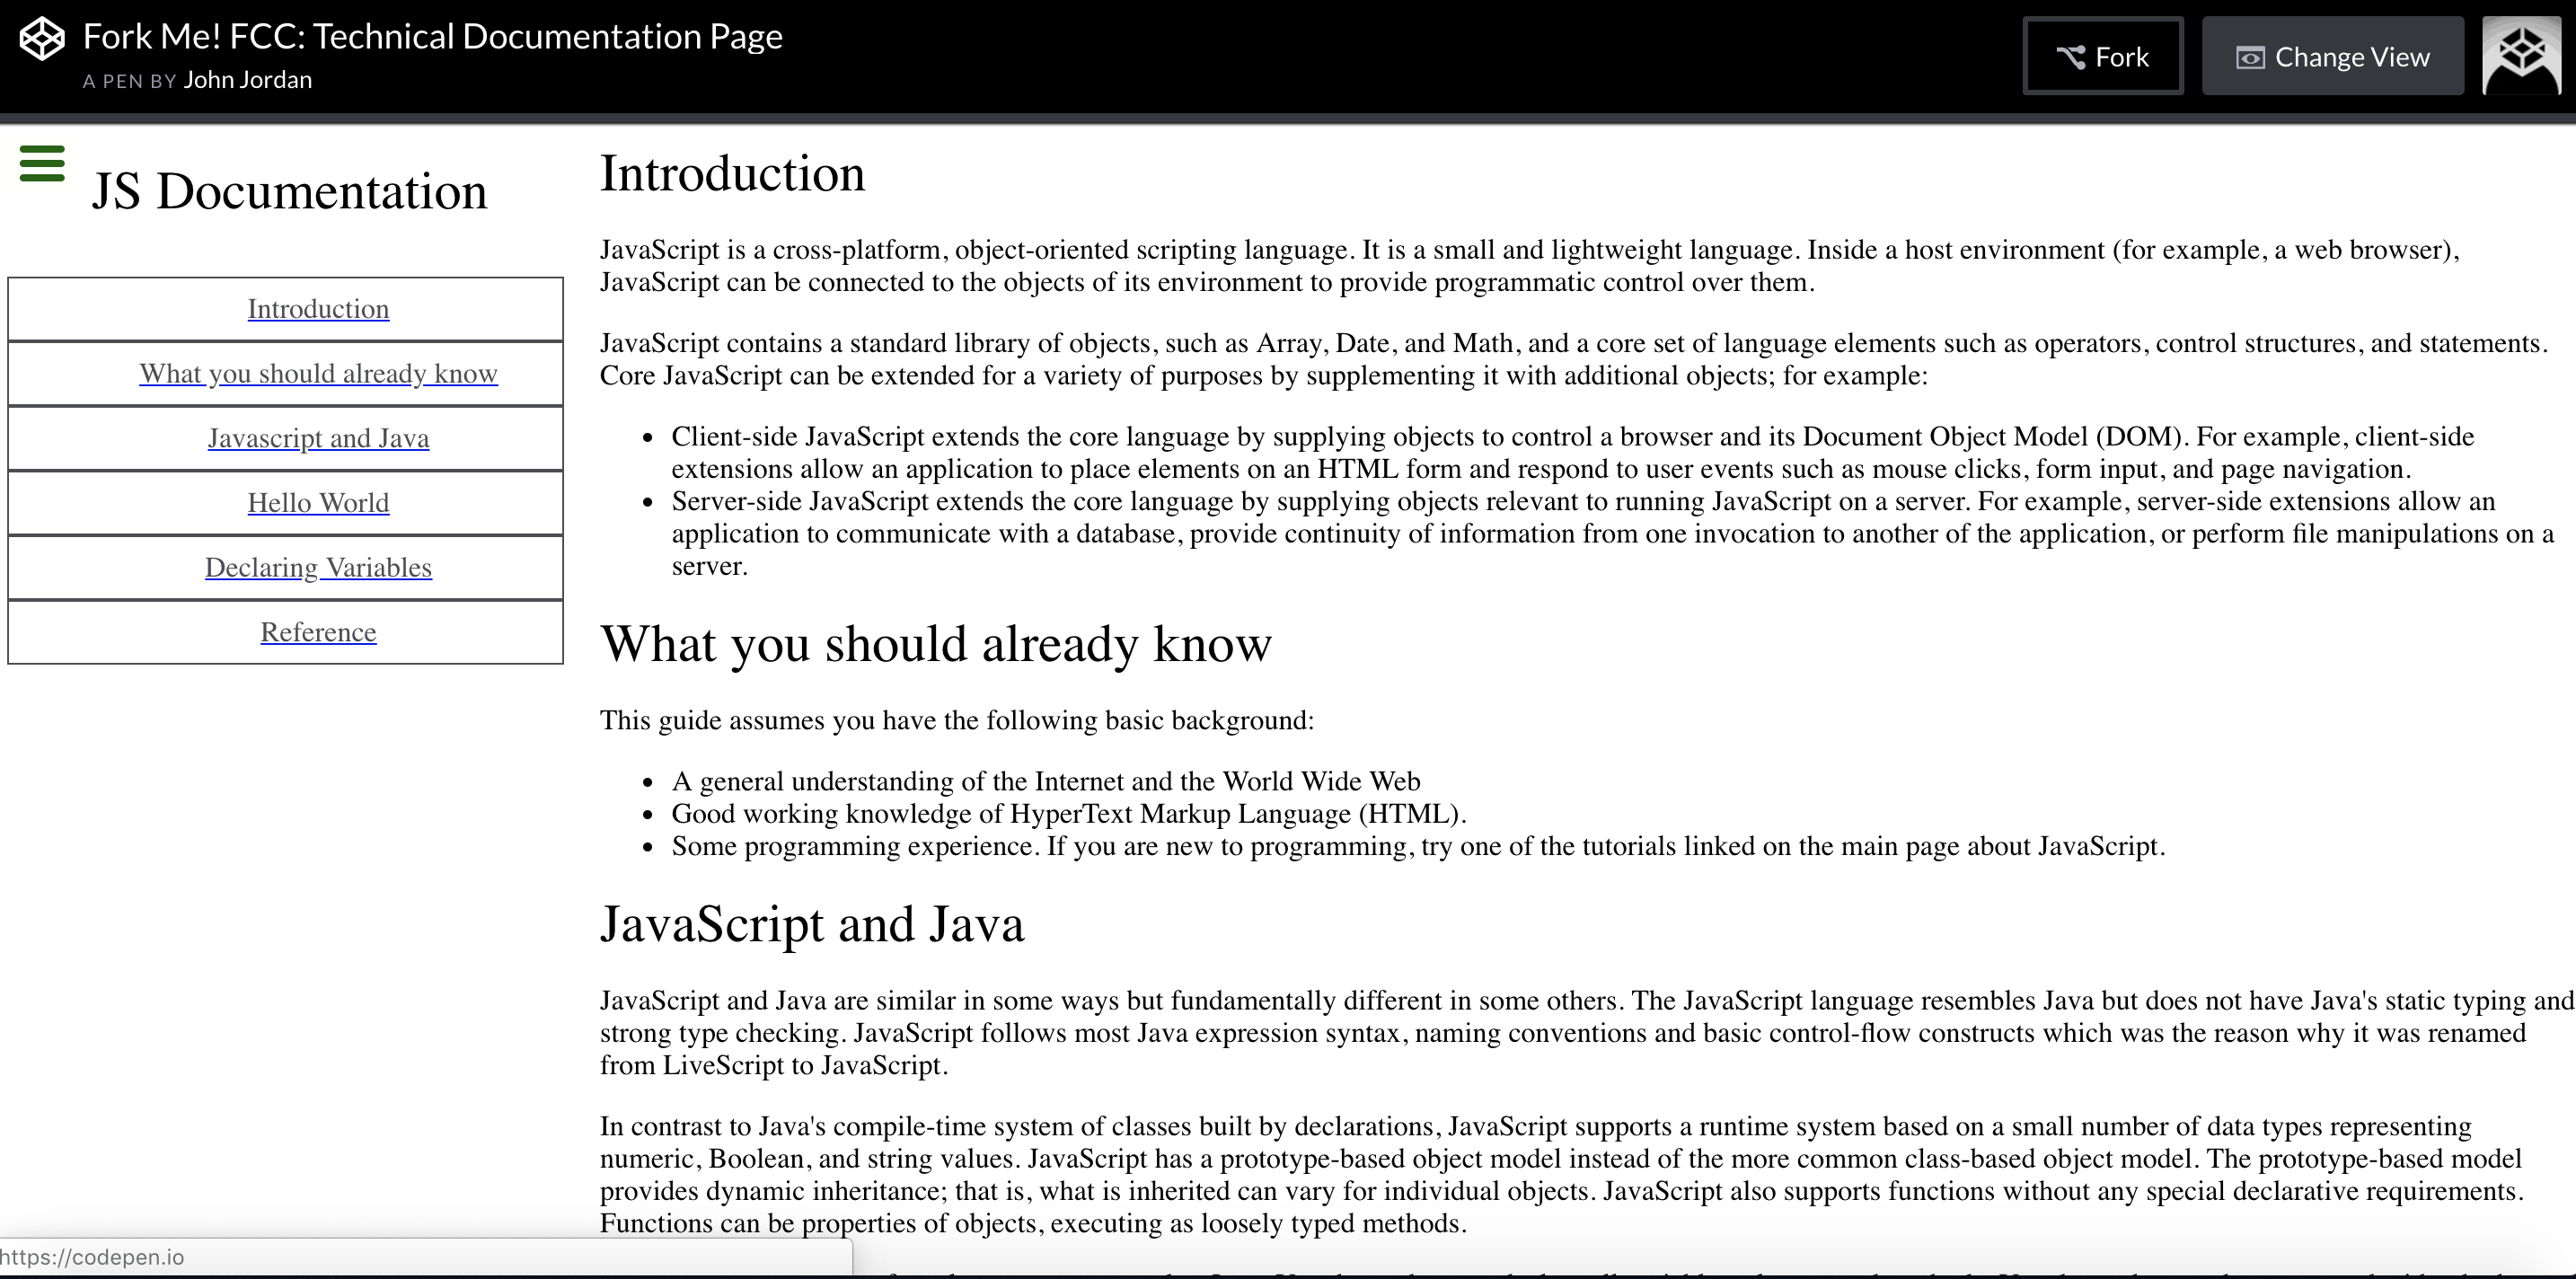 Fork Me! FCC: Technical Documentation Page
A PEN BY John Jordan
Fork
Change View
JS Documentation
Introduction
What you should already know
Javascript and Java
Hello World
Declaring Variables
Reference
Introduction
JavaScript is a cross-platform, object-oriented scripting language. It is a small and lightweight language. Inside a host environment (for example, a web browser),
JavaScript can be connected to the objects of its environment to provide programmatic control over them.
JavaScript contains a standard library of objects, such as Array, Date, and Math, and a core set of language elements such as operators, control structures, and statements.
Core JavaScript can be extended for a variety of purposes by supplementing it with additional objects; for example:
• Client-side JavaScript extends the core language by supplying objects to control a browser and its Document Object Model (DOM). For example, client-side
extensions allow an application to place elements on an HTML form and respond to user events such as mouse clicks, form input, and page navigation.
• Server-side JavaScript extends the core language by supplying objects relevant to running JavaScript on a server. For example, server-side extensions allow an
application to communicate with a database, provide continuity of information from one invocation to another of the application, or perform file manipulations on a
server.
What you should already know
This guide assumes you have the following basic background:
• A general understanding of the Internet and the World Wide Web
• Good working knowledge of HyperText Markup Language (HTML).
• Some programming experience. If you are new to programming, try one of the tutorials linked on the main page about JavaScript.
JavaScript and Java
JavaScript and Java are similar in some ways but fundamentally different in some others. The JavaScript language resembles Java but does not have Java's static typing and
strong type checking. JavaScript follows most Java expression syntax, naming conventions and basic control-flow constructs which was the reason why it was renamed
from LiveScript to JavaScript.
In contrast to Java's compile-time system of classes built by declarations, JavaScript supports a runtime system based on a small number of data types representing
numeric, Boolean, and string values. JavaScript has a prototype-based object model instead of the more common class-based object model. The prototype-based model
provides dynamic inheritance; that is, what is inherited can vary for individual objects. JavaScript also supports functions without any special declarative requirements.
Functions can be properties of objects, executing as loosely typed methods.
https://codepen.io